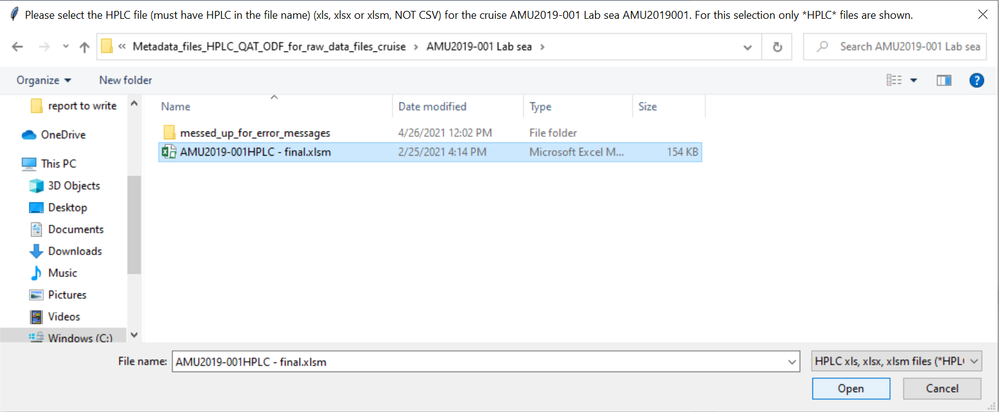 Please select the HPLC file (must have HPLC in the file name) (xls, xlsx or xlsm, NOT CSV) for the cruise AMU2019-001 Lab sea AMU2019001. For this selection only *HPLC* files are shown.
« Metadata_files_HPLC_QAT_ODF_for_raw_data_files_cruise › AMU2019-001 Lab sea › Search AMU2019-001 Lab sea
Organize New folder
Name Date modified Type Size
report to write
OneDrive
This PC
3D Objects
Desktop
Documents
Downloads
Music
Pictures
Videos
Windows (C:)
messed_up_for_error_messages 4/26/2021 12:02 PM File folder
AMU2019-001HPLC - final.xlsm 2/25/2021 4:14 PM Microsoft Excel M... 154 KB
File name: AMU2019-001HPLC - final.xlsm HPLC xls, xlsx, xlsm files (*HPL
Open Cancel